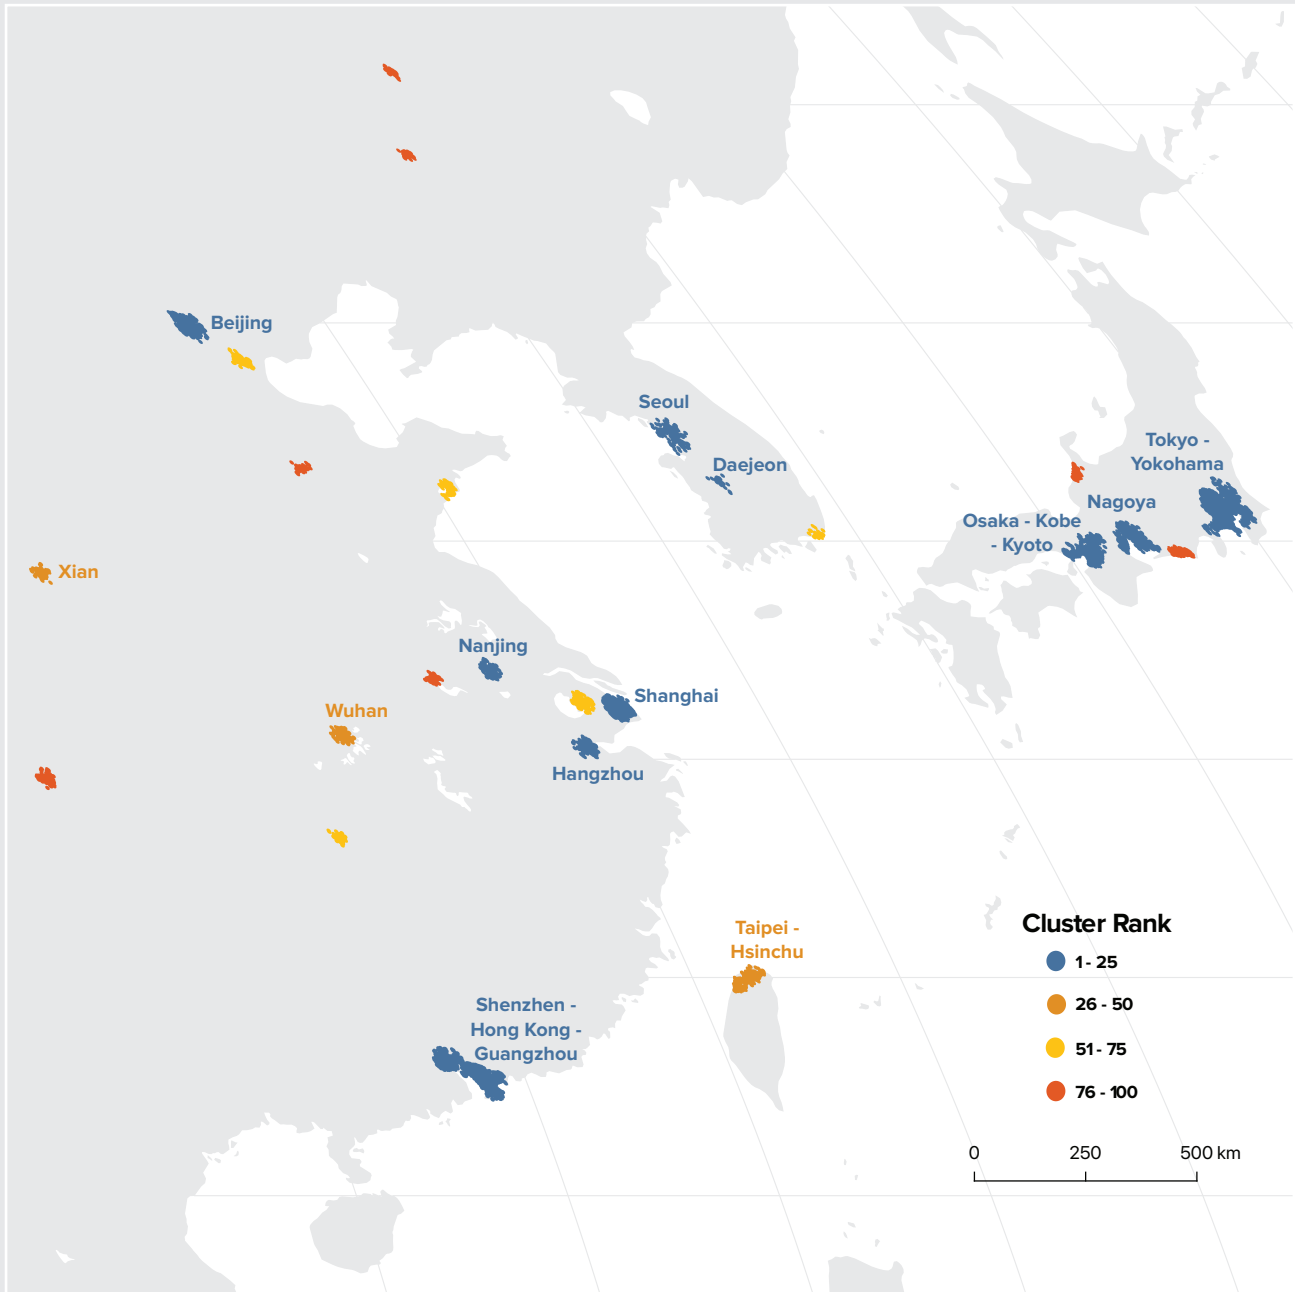 Beijing
Seoul
Tokyo -
Yokohama
Daejeon
Nagoya
Osaka - Kobe
- Kyoto
Xian
Nanjing
Shanghai
Wuhan
Hangzhou
Taipei -
Hsinchu
Shenzhen -
Hong Kong -
Guangzhou
Cluster Rank
1 - 25
26 - 50
51 - 75
76 - 100
0 250 500 km